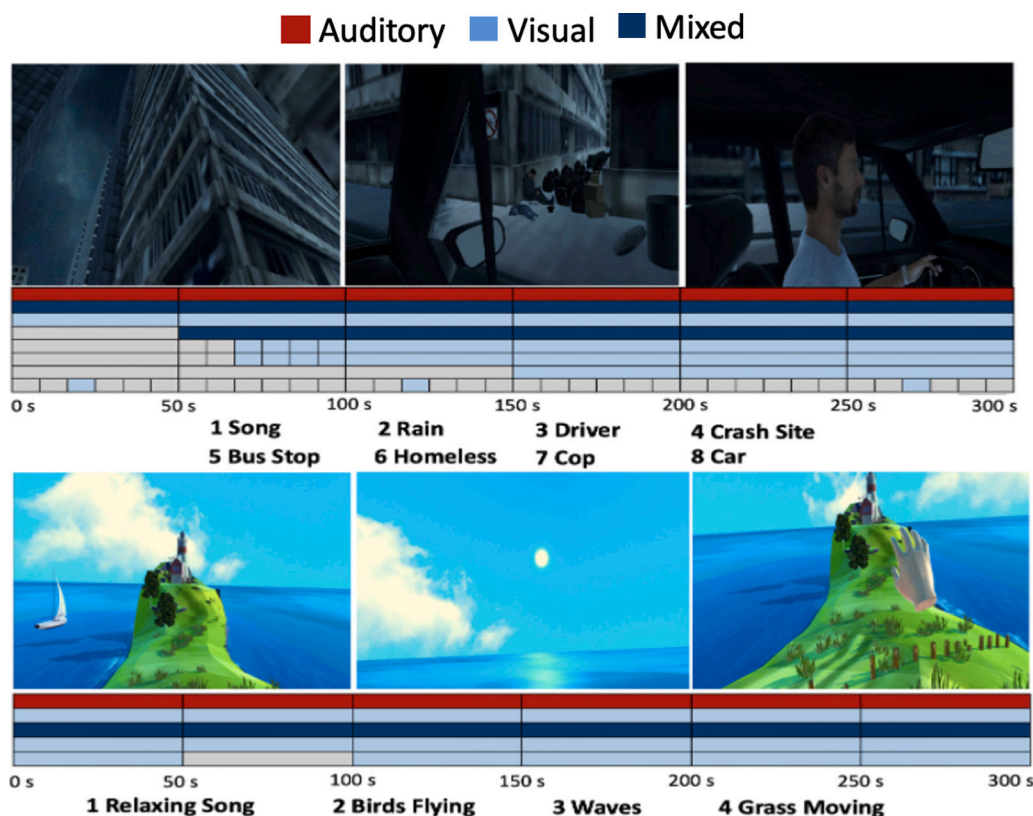 Auditory Visual Mixed
0 s 50 s 100 s 150 s 200 s 250 s 300 s
1 Song 2 Rain 3 Driver 4 Crash Site
5 Bus Stop 6 Homeless 7 Cop 8 Car
0 s 50 s 100 s 150 s 200 s 250 s 300 s
1 Relaxing Song 2 Birds Flying 3 Waves 4 Grass Moving